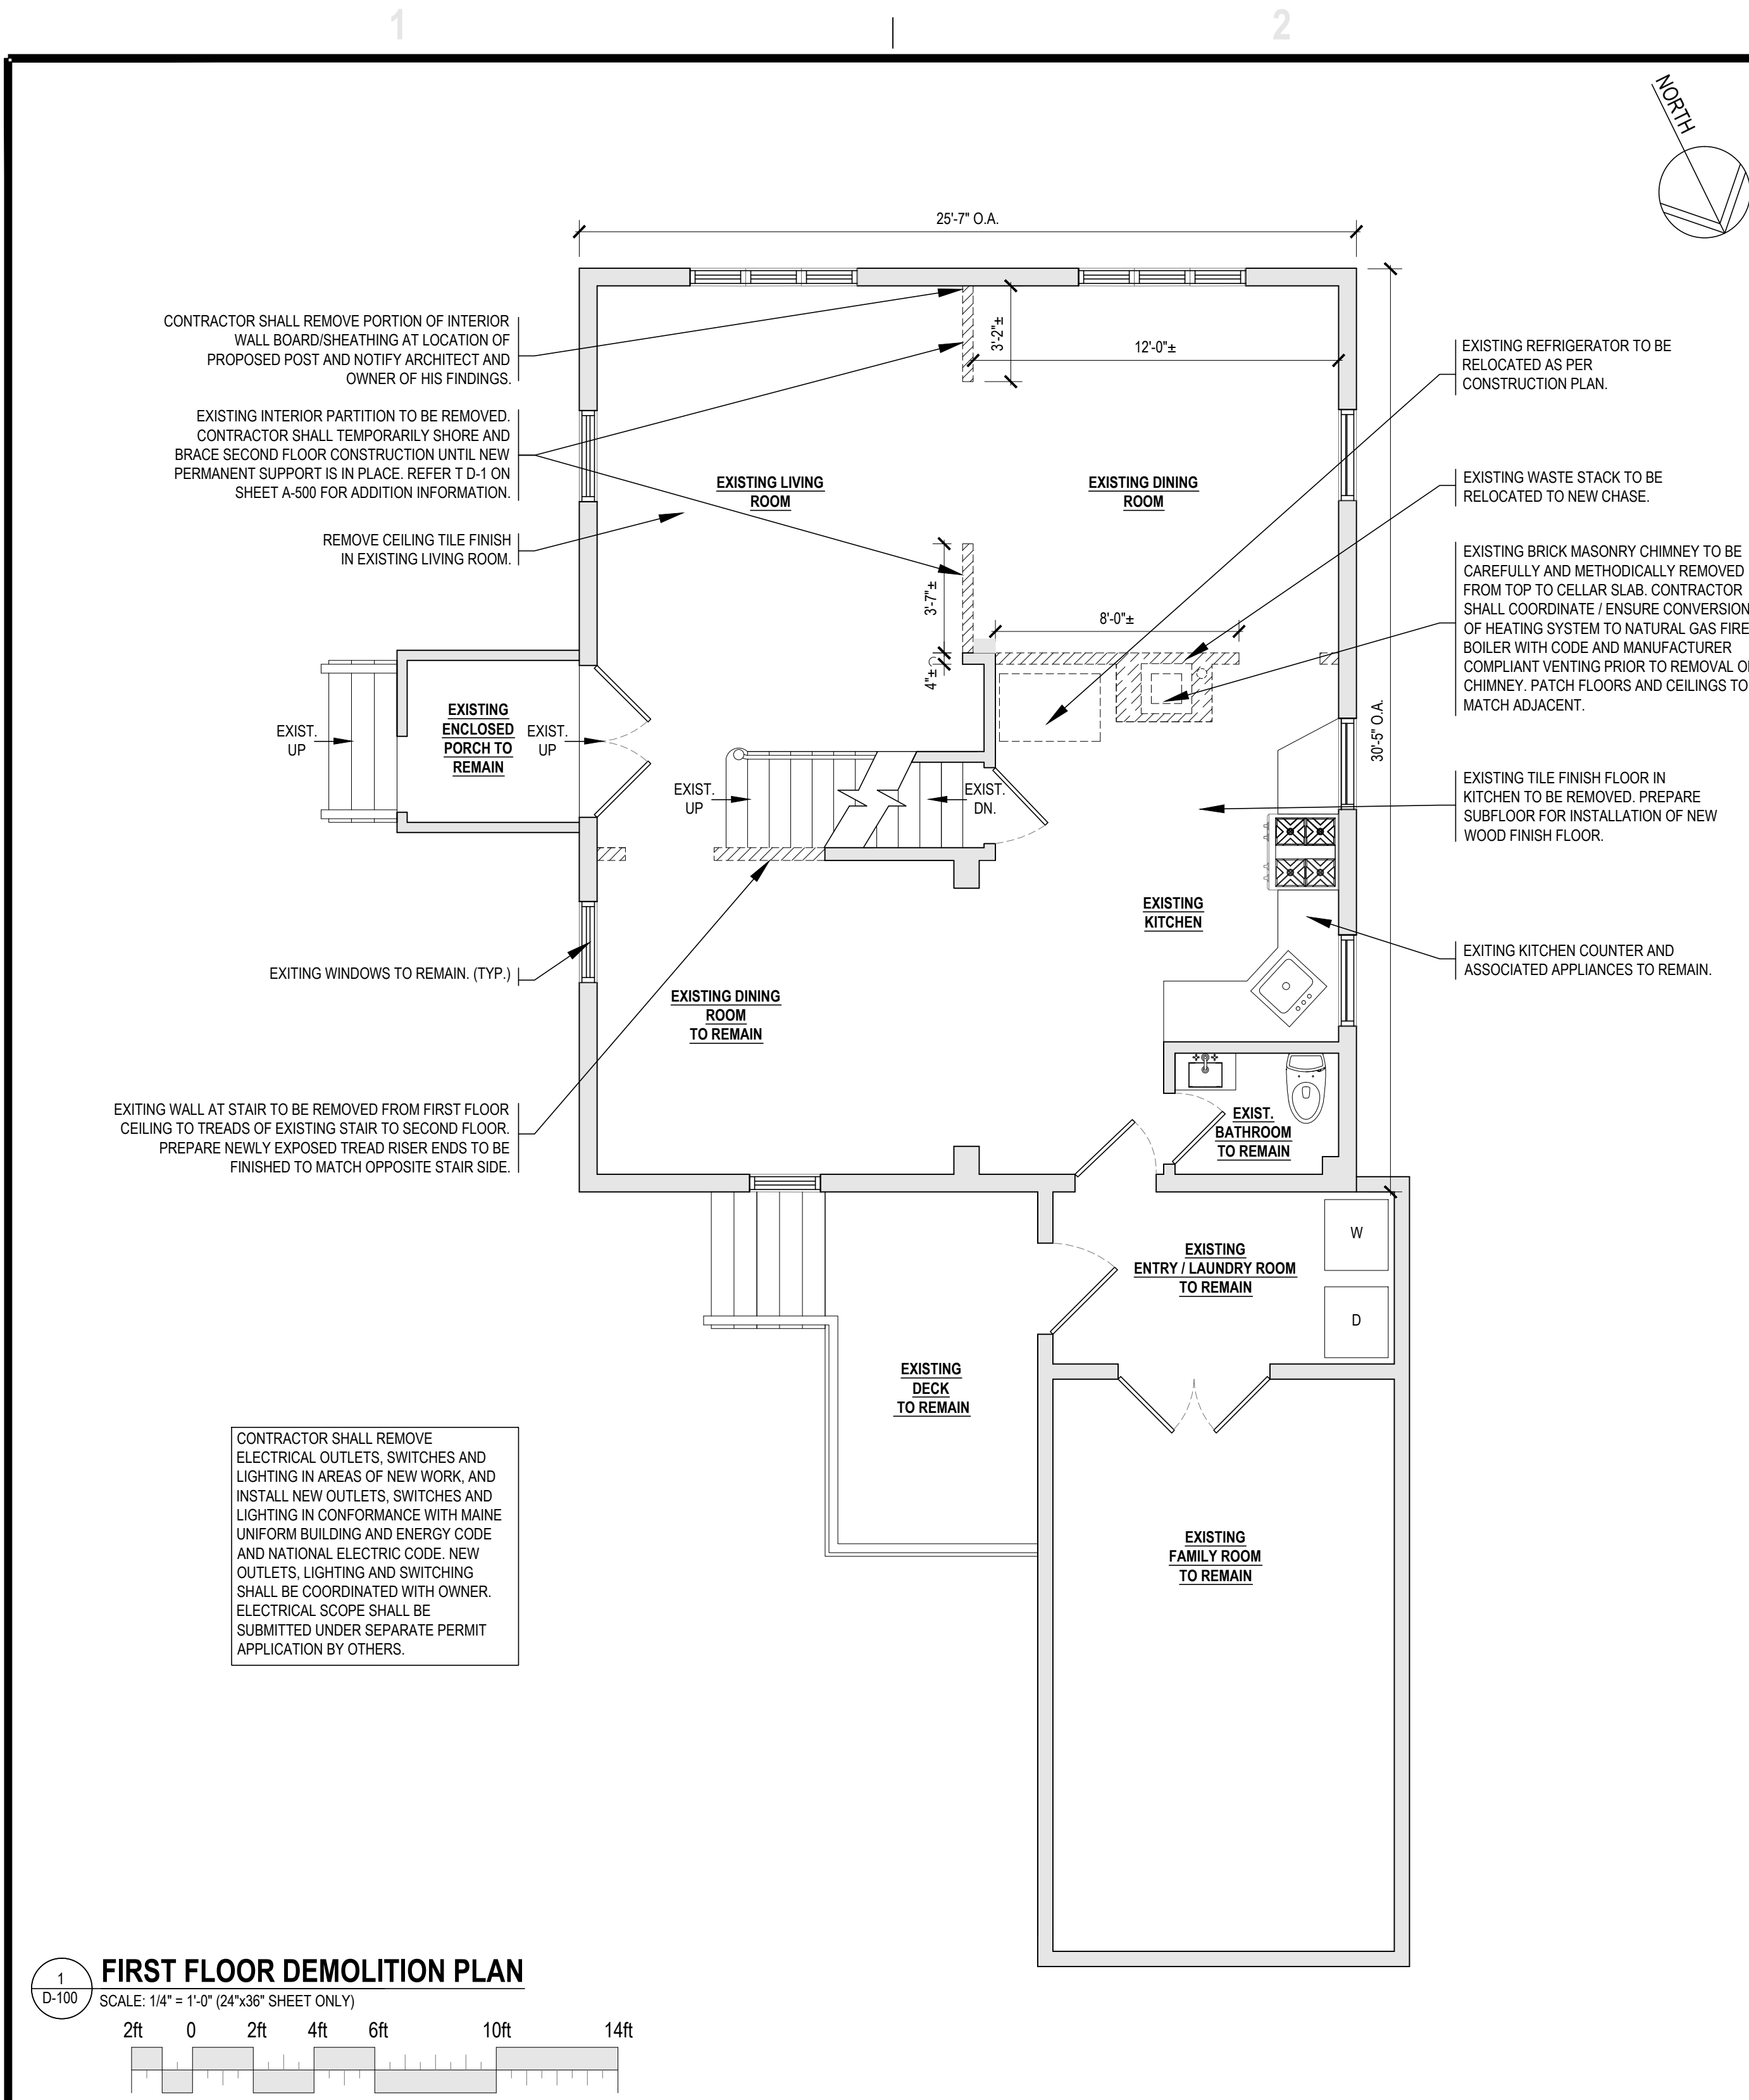 1
2
NORTH
25'-7" O.A.
CONTRACTOR SHALL REMOVE PORTION OF INTERIOR
WALL BOARD/SHEATHING AT LOCATION OF
PROPOSED POST AND NOTIFY ARCHITECT AND
OWNER OF HIS FINDINGS.
3'-2"±
12'-0"±
EXISTING REFRIGERATOR TO BE
RELOCATED AS PER
CONSTRUCTION PLAN.
EXISTING INTERIOR PARTITION TO BE REMOVED.
CONTRACTOR SHALL TEMPORARILY SHORE AND
BRACE SECOND FLOOR CONSTRUCTION UNTIL NEW
PERMANENT SUPPORT IS IN PLACE. REFER T D-1 ON
SHEET A-500 FOR ADDITION INFORMATION.
EXISTING LIVING
ROOM
EXISTING DINING
ROOM
EXISTING WASTE STACK TO BE
RELOCATED TO NEW CHASE.
REMOVE CEILING TILE FINISH
IN EXISTING LIVING ROOM.
EXISTING BRICK MASONRY CHIMNEY TO BE
CAREFULLY AND METHODICALLY REMOVED
FROM TOP TO CELLAR SLAB. CONTRACTOR
SHALL COORDINATE / ENSURE CONVERSION
OF HEATING SYSTEM TO NATURAL GAS FIRE
BOILER WITH CODE AND MANUFACTURER
COMPLIANT VENTING PRIOR TO REMOVAL O
CHIMNEY. PATCH FLOORS AND CEILINGS TO
MATCH ADJACENT.
3'-7"±
8'-0"±
4"±
30'-5" O.A.
EXISTING
ENCLOSED
PORCH TO
REMAIN
EXIST.
UP
EXIST.
UP
EXIST.
UP
EXIST.
DN.
EXISTING TILE FINISH FLOOR IN
KITCHEN TO BE REMOVED. PREPARE
SUBFLOOR FOR INSTALLATION OF NEW
WOOD FINISH FLOOR.
EXISTING
KITCHEN
EXITING KITCHEN COUNTER AND
ASSOCIATED APPLIANCES TO REMAIN.
EXITING WINDOWS TO REMAIN. (TYP.)
EXISTING DINING
ROOM
TO REMAIN
EXITING WALL AT STAIR TO BE REMOVED FROM FIRST FLOOR
CEILING TO TREADS OF EXISTING STAIR TO SECOND FLOOR.
PREPARE NEWLY EXPOSED TREAD RISER ENDS TO BE
FINISHED TO MATCH OPPOSITE STAIR SIDE.
EXIST.
BATHROOM
TO REMAIN
W
EXISTING
ENTRY / LAUNDRY ROOM
TO REMAIN
D
EXISTING
DECK
TO REMAIN
CONTRACTOR SHALL REMOVE
ELECTRICAL OUTLETS, SWITCHES AND
LIGHTING IN AREAS OF NEW WORK, AND
INSTALL NEW OUTLETS, SWITCHES AND
LIGHTING IN CONFORMANCE WITH MAINE
UNIFORM BUILDING AND ENERGY CODE
AND NATIONAL ELECTRIC CODE. NEW
OUTLETS, LIGHTING AND SWITCHING
SHALL BE COORDINATED WITH OWNER.
ELECTRICAL SCOPE SHALL BE
SUBMITTED UNDER SEPARATE PERMIT
APPLICATION BY OTHERS.
EXISTING
FAMILY ROOM
TO REMAIN
1
D-100
FIRST FLOOR DEMOLITION PLAN
SCALE: 1/4" = 1'-0" (24"x36" SHEET ONLY)
2ft 0 2ft 4ft 6ft 10ft 14ft